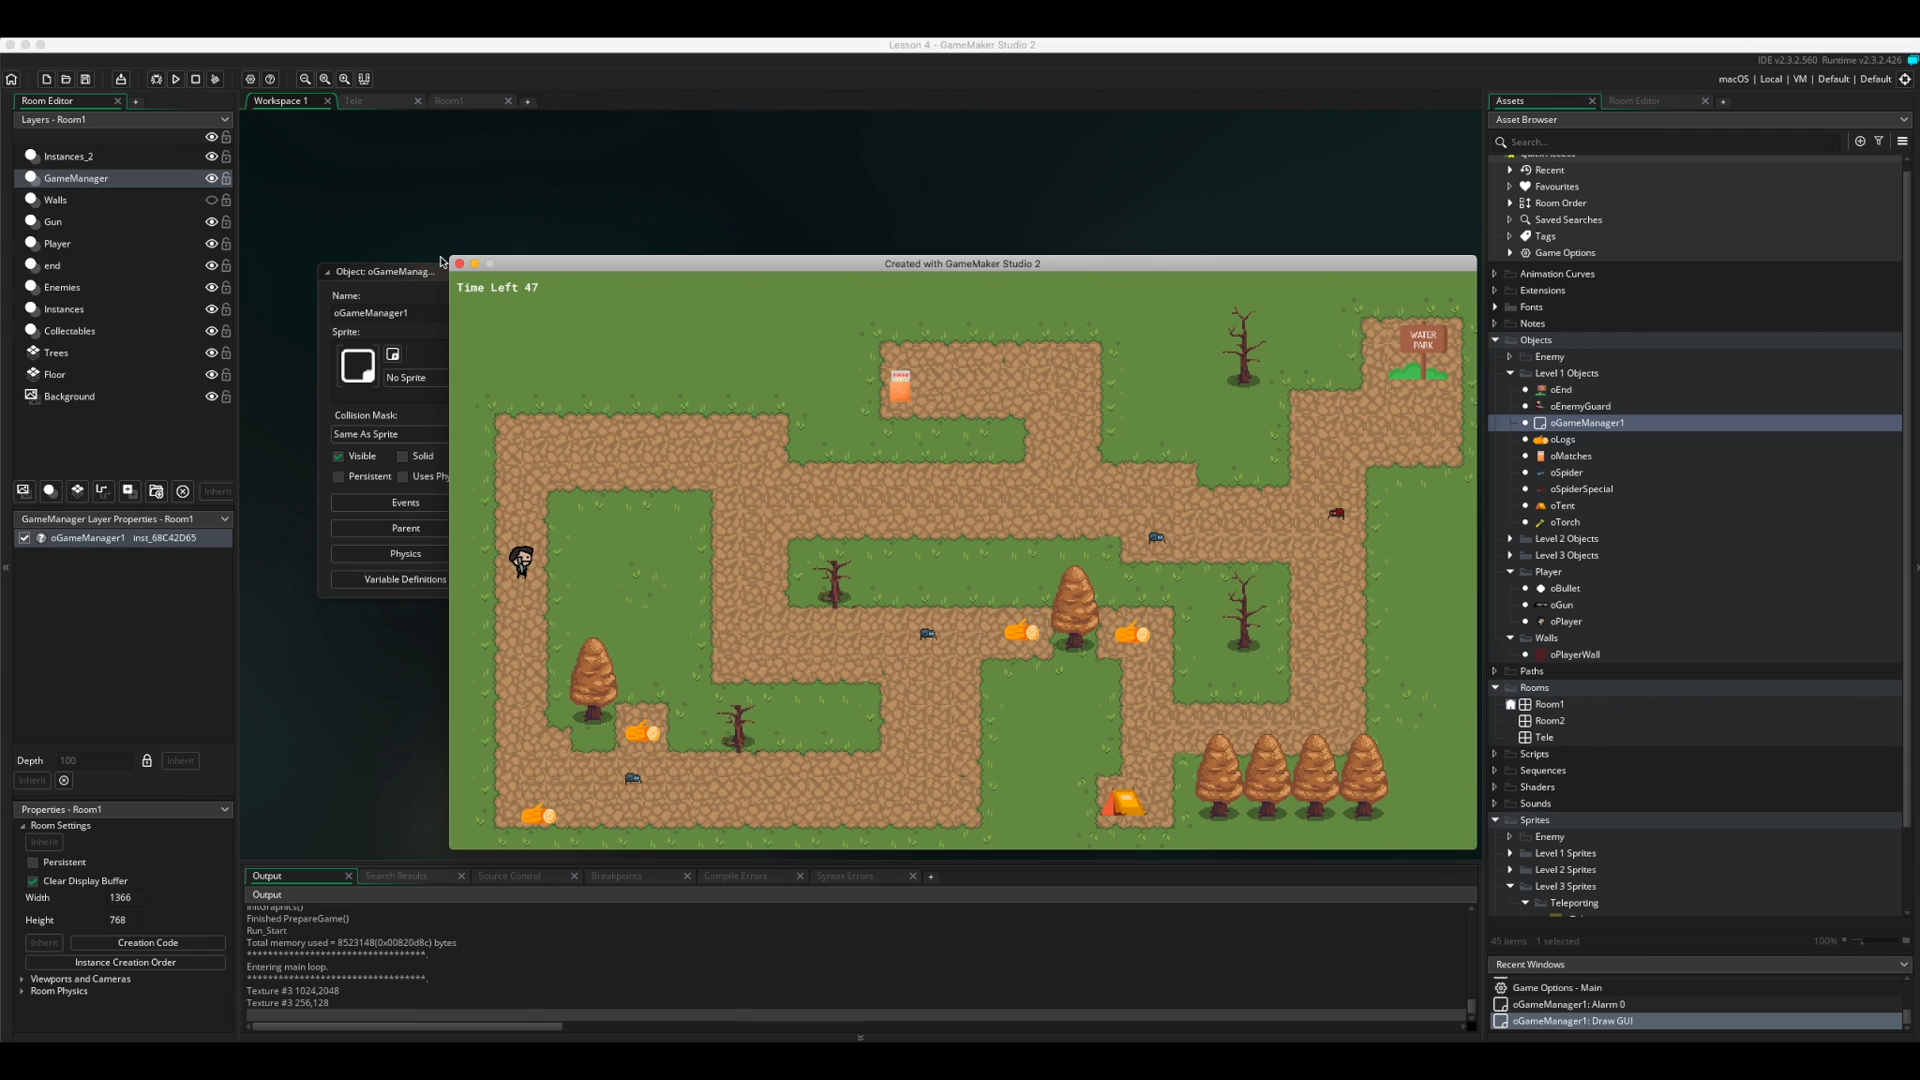 Lesson 4 - GameMaker Studio 2
IDE v2.3.2.560 Runtime v2.3.2.426
macOS | Local | VM | Default | Default
Room Editor
Workspace 1
Tele
Room1
Assets
Room Editor
Layers - Room1
Asset Browser
Search...
Instances_2
GameManager
Walls
Gun
Player
end
Enemies
Instances
Collectables
Trees
Floor
Background
Inherit
GameManager Layer Properties - Room1
oGameManager1 inst_68C42D65
Depth 100 Inherit
Inherit
Properties - Room1
Room Settings
Inherit
Persistent
Clear Display Buffer
Width 1366
Height 768
Inherit
Creation Code
Instance Creation Order
Viewports and Cameras
Room Physics
Object: oGameManag...
Name:
oGameManager1
Sprite:
No Sprite
Collision Mask:
Same As Sprite
Visible
Solid
Persistent
Uses Phy
Events
Parent
Physics
Variable Definitions
Created with GameMaker Studio 2
Time Left 47
WATER
PARK
Output
Search Results
Source Control
Breakpoints
Compile Errors
Syntax Errors
Output
InitGraphics()
Finished PrepareGame()
Run_Start
Total memory used = 8523148(0x00820d8c) bytes
**********************************.
Entering main loop.
**********************************.
Texture #3 1024,2048
Texture #3 256,128
Quick Access
Recent
Favourites
Room Order
Saved Searches
Tags
Game Options
Animation Curves
Extensions
Fonts
Notes
Objects
Enemy
Level 1 Objects
oEnd
oEnemyGuard
oGameManager1
oLogs
oMatches
oSpider
oSpiderSpecial
oTent
oTorch
Level 2 Objects
Level 3 Objects
Player
oBullet
oGun
oPlayer
Walls
oPlayerWall
Paths
Rooms
Room1
Room2
Tele
Scripts
Sequences
Shaders
Sounds
Sprites
Enemy
Level 1 Sprites
Level 2 Sprites
Level 3 Sprites
Teleporting
45 items 1 selected
100%
Recent Windows
Game Options - Main
oGameManager1: Alarm 0
oGameManager1: Draw GUI